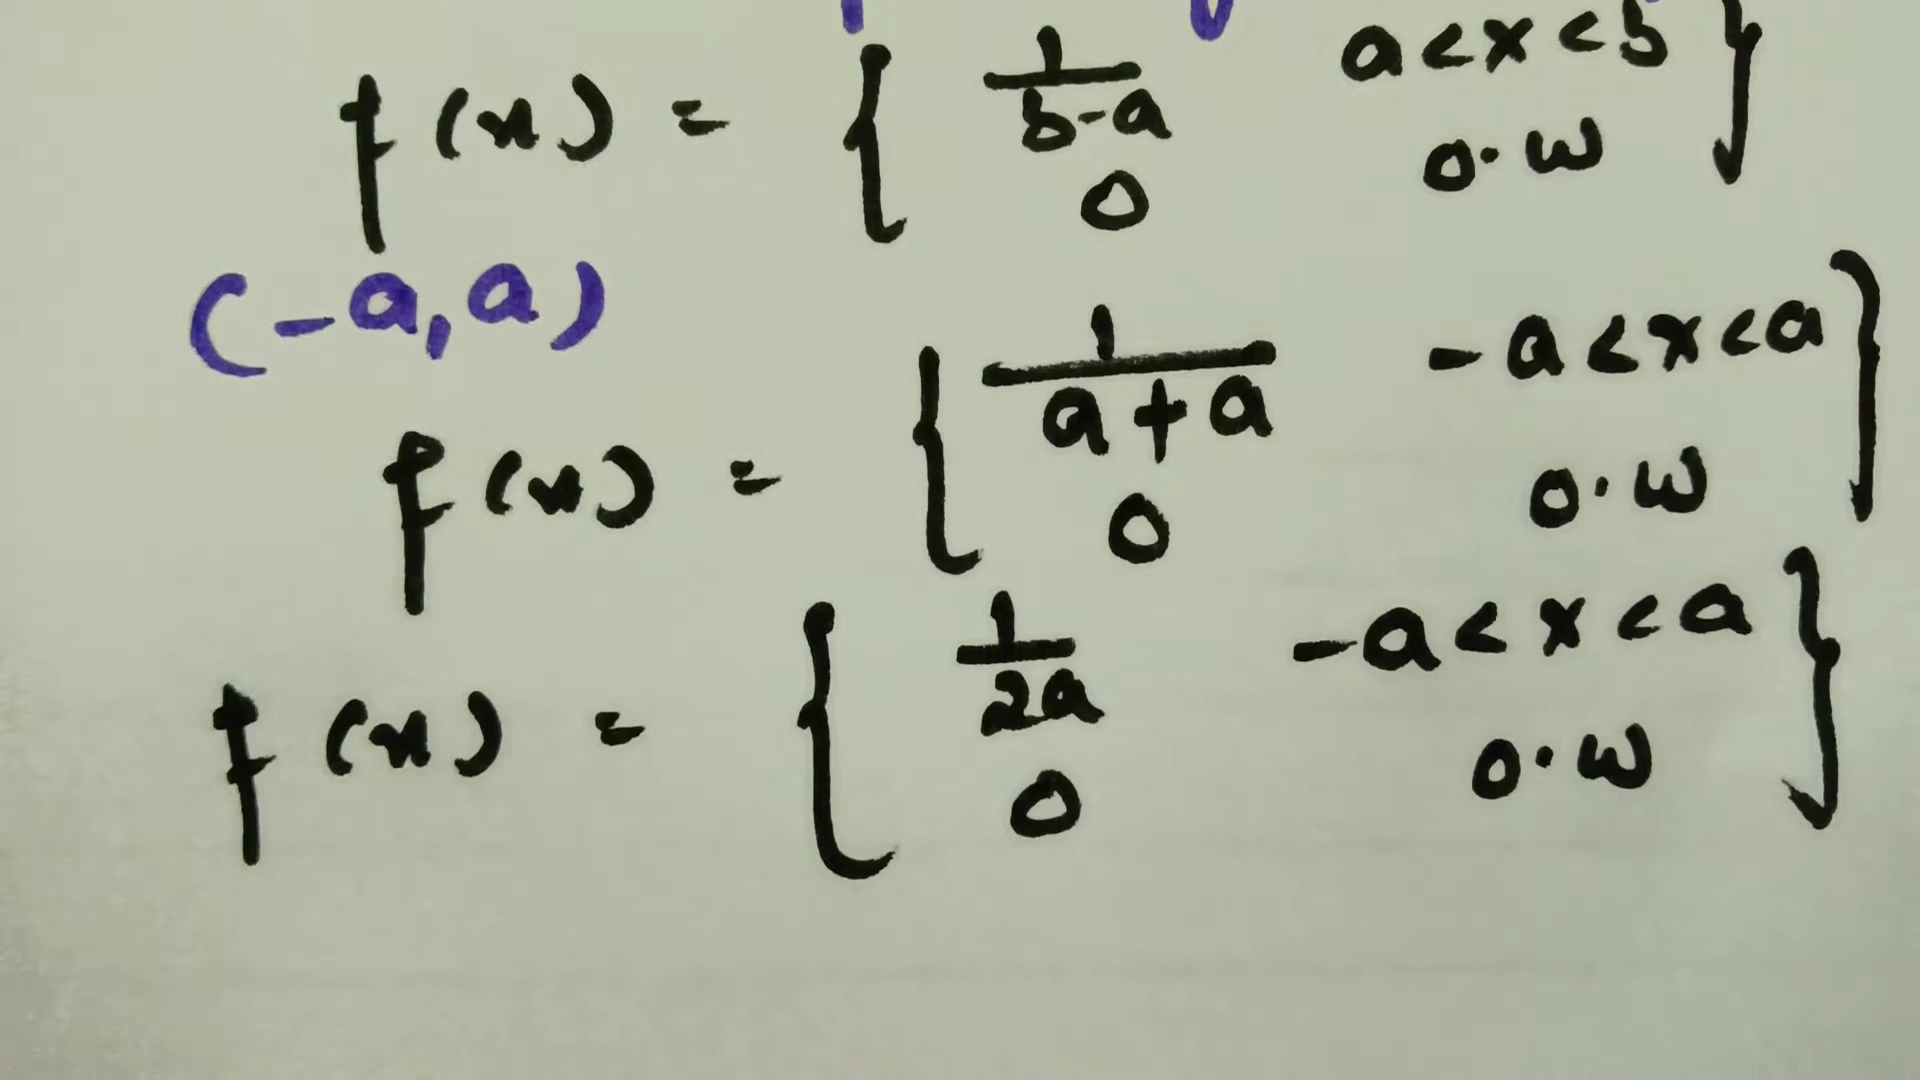 f(x) = { 1/(b-a) a<x<b }
0 o.w
(-a,a)
f(x) = { 1/(a+a) -a<x<a }
0 o.w
f(x) = { 1/2a -a<x<a }
0 o.w